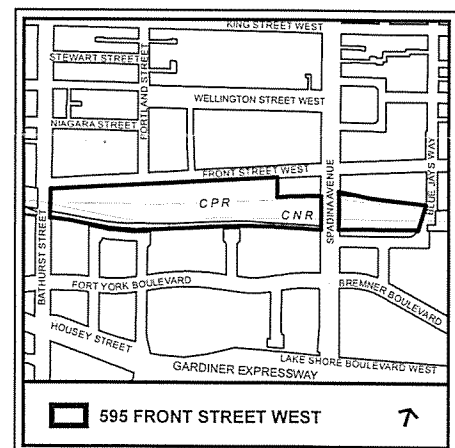 KING STREET WEST
STEWART STREET
PORTLAND STREET
WELLINGTON STREET WEST
NIAGARA STREET
FRONT STREET WEST
SPADINA AVENUE
BLUE JAYS WAY
CPR
CNR
BATHURST STREET
FORT YORK BOULEVARD
BREMNER BOULEVARD
HOUSEY STREET
LAKE SHORE BOULEVARD WEST
GARDINER EXPRESSWAY
595 FRONT STREET WEST